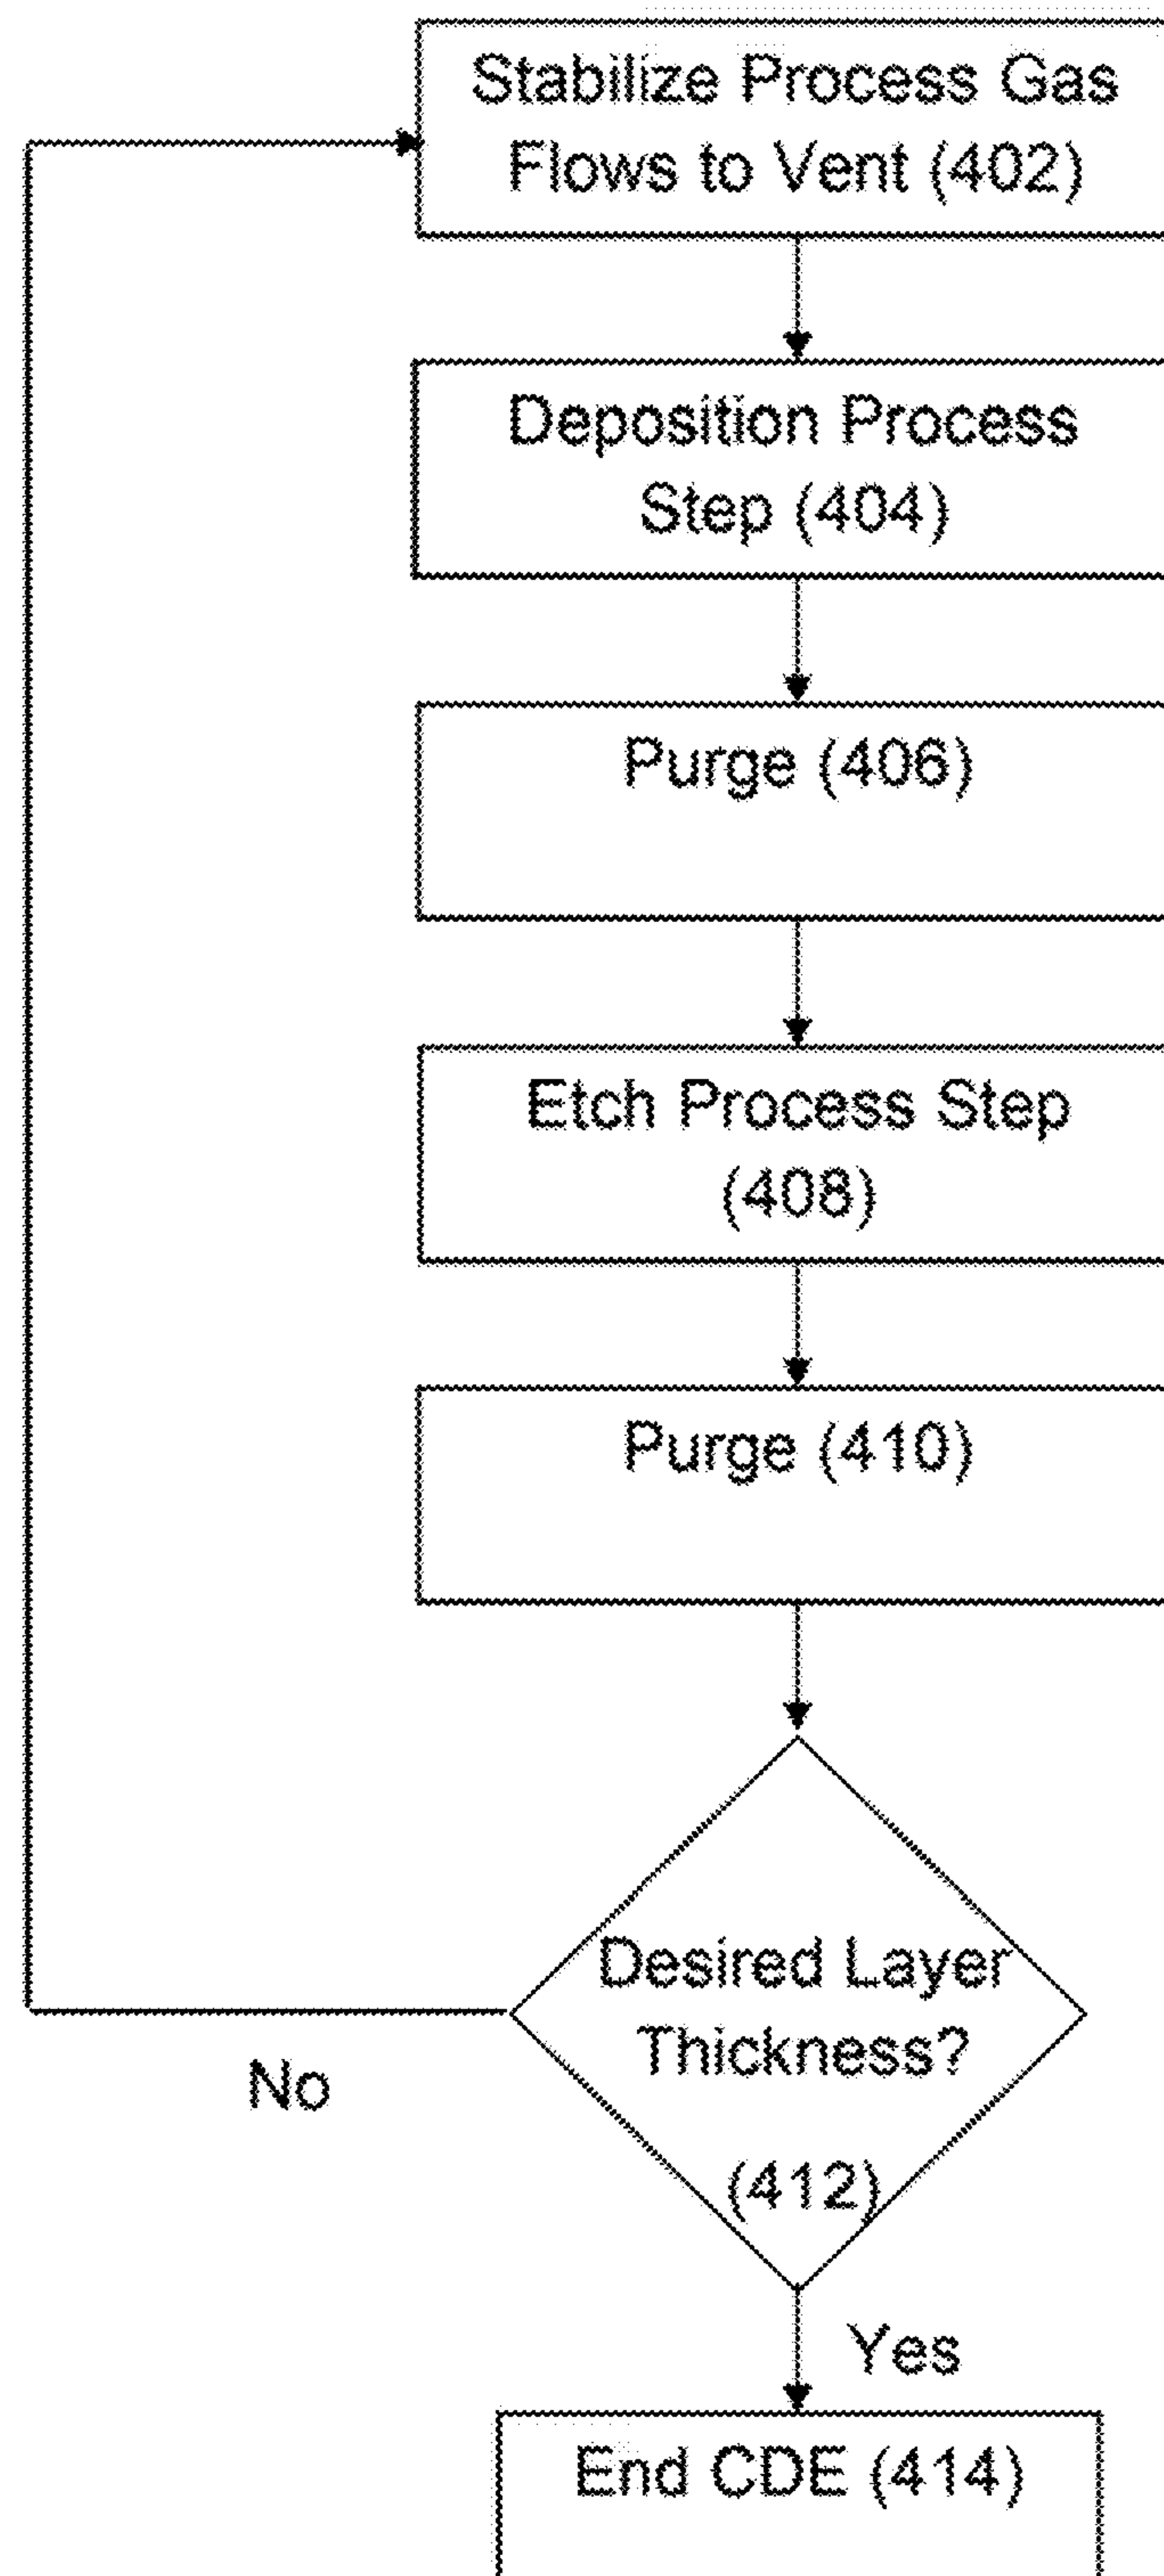 Stabilize Process Gas
Flows to Vent (402)
Deposition Process
Step (404)
Purge (406)
Etch Process Step
(408)
Purge (410)
Desired Layer
Thickness?
(412)
No
Yes
End CDE (414)